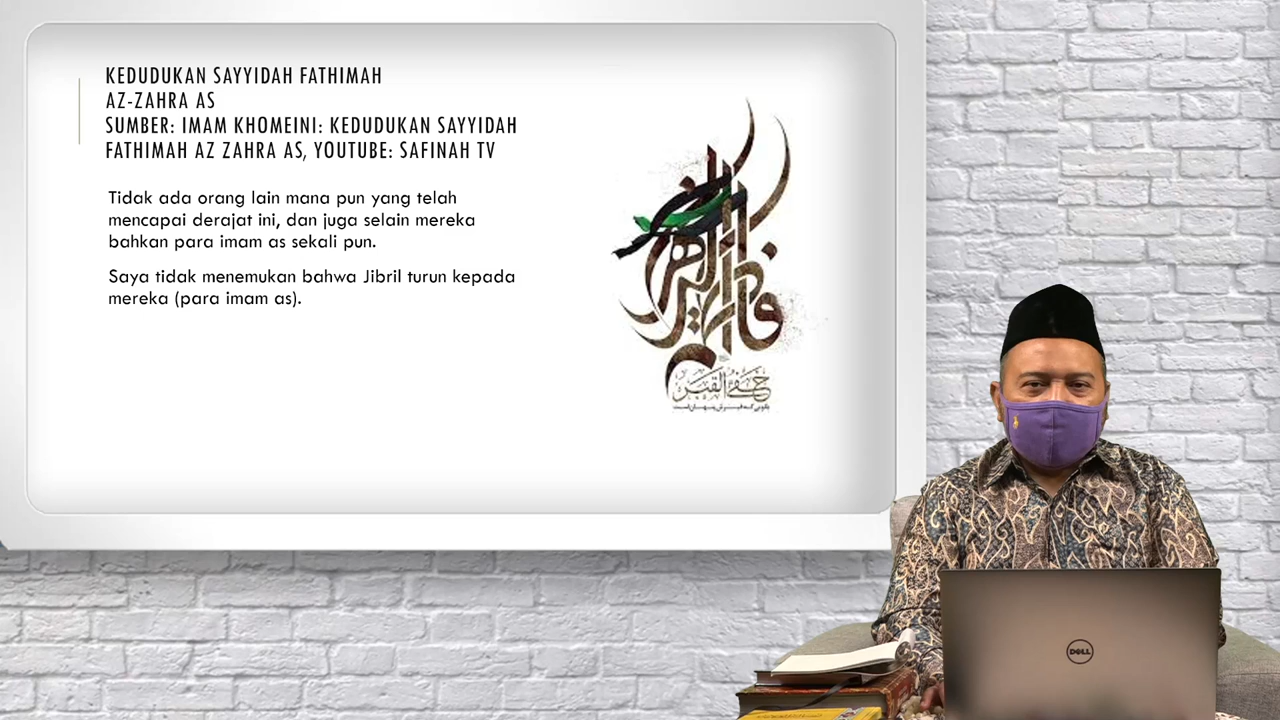 KEDUDUKAN SAYYIDAH FATHIMAH
AZ-ZAHRA AS
SUMBER: IMAM KHOMEINI: KEDUDUKAN SAYYIDAH
FATHIMAH AZ ZAHRA AS, YOUTUBE: SAFINAH TV
Tidak ada orang lain mana pun yang telah
mencapai derajat ini, dan juga selain mereka
bahkan para imam as sekali pun.
Saya tidak menemukan bahwa Jibril turun kepada
mereka (para imam as).
فاطمة الزهراء
DELL